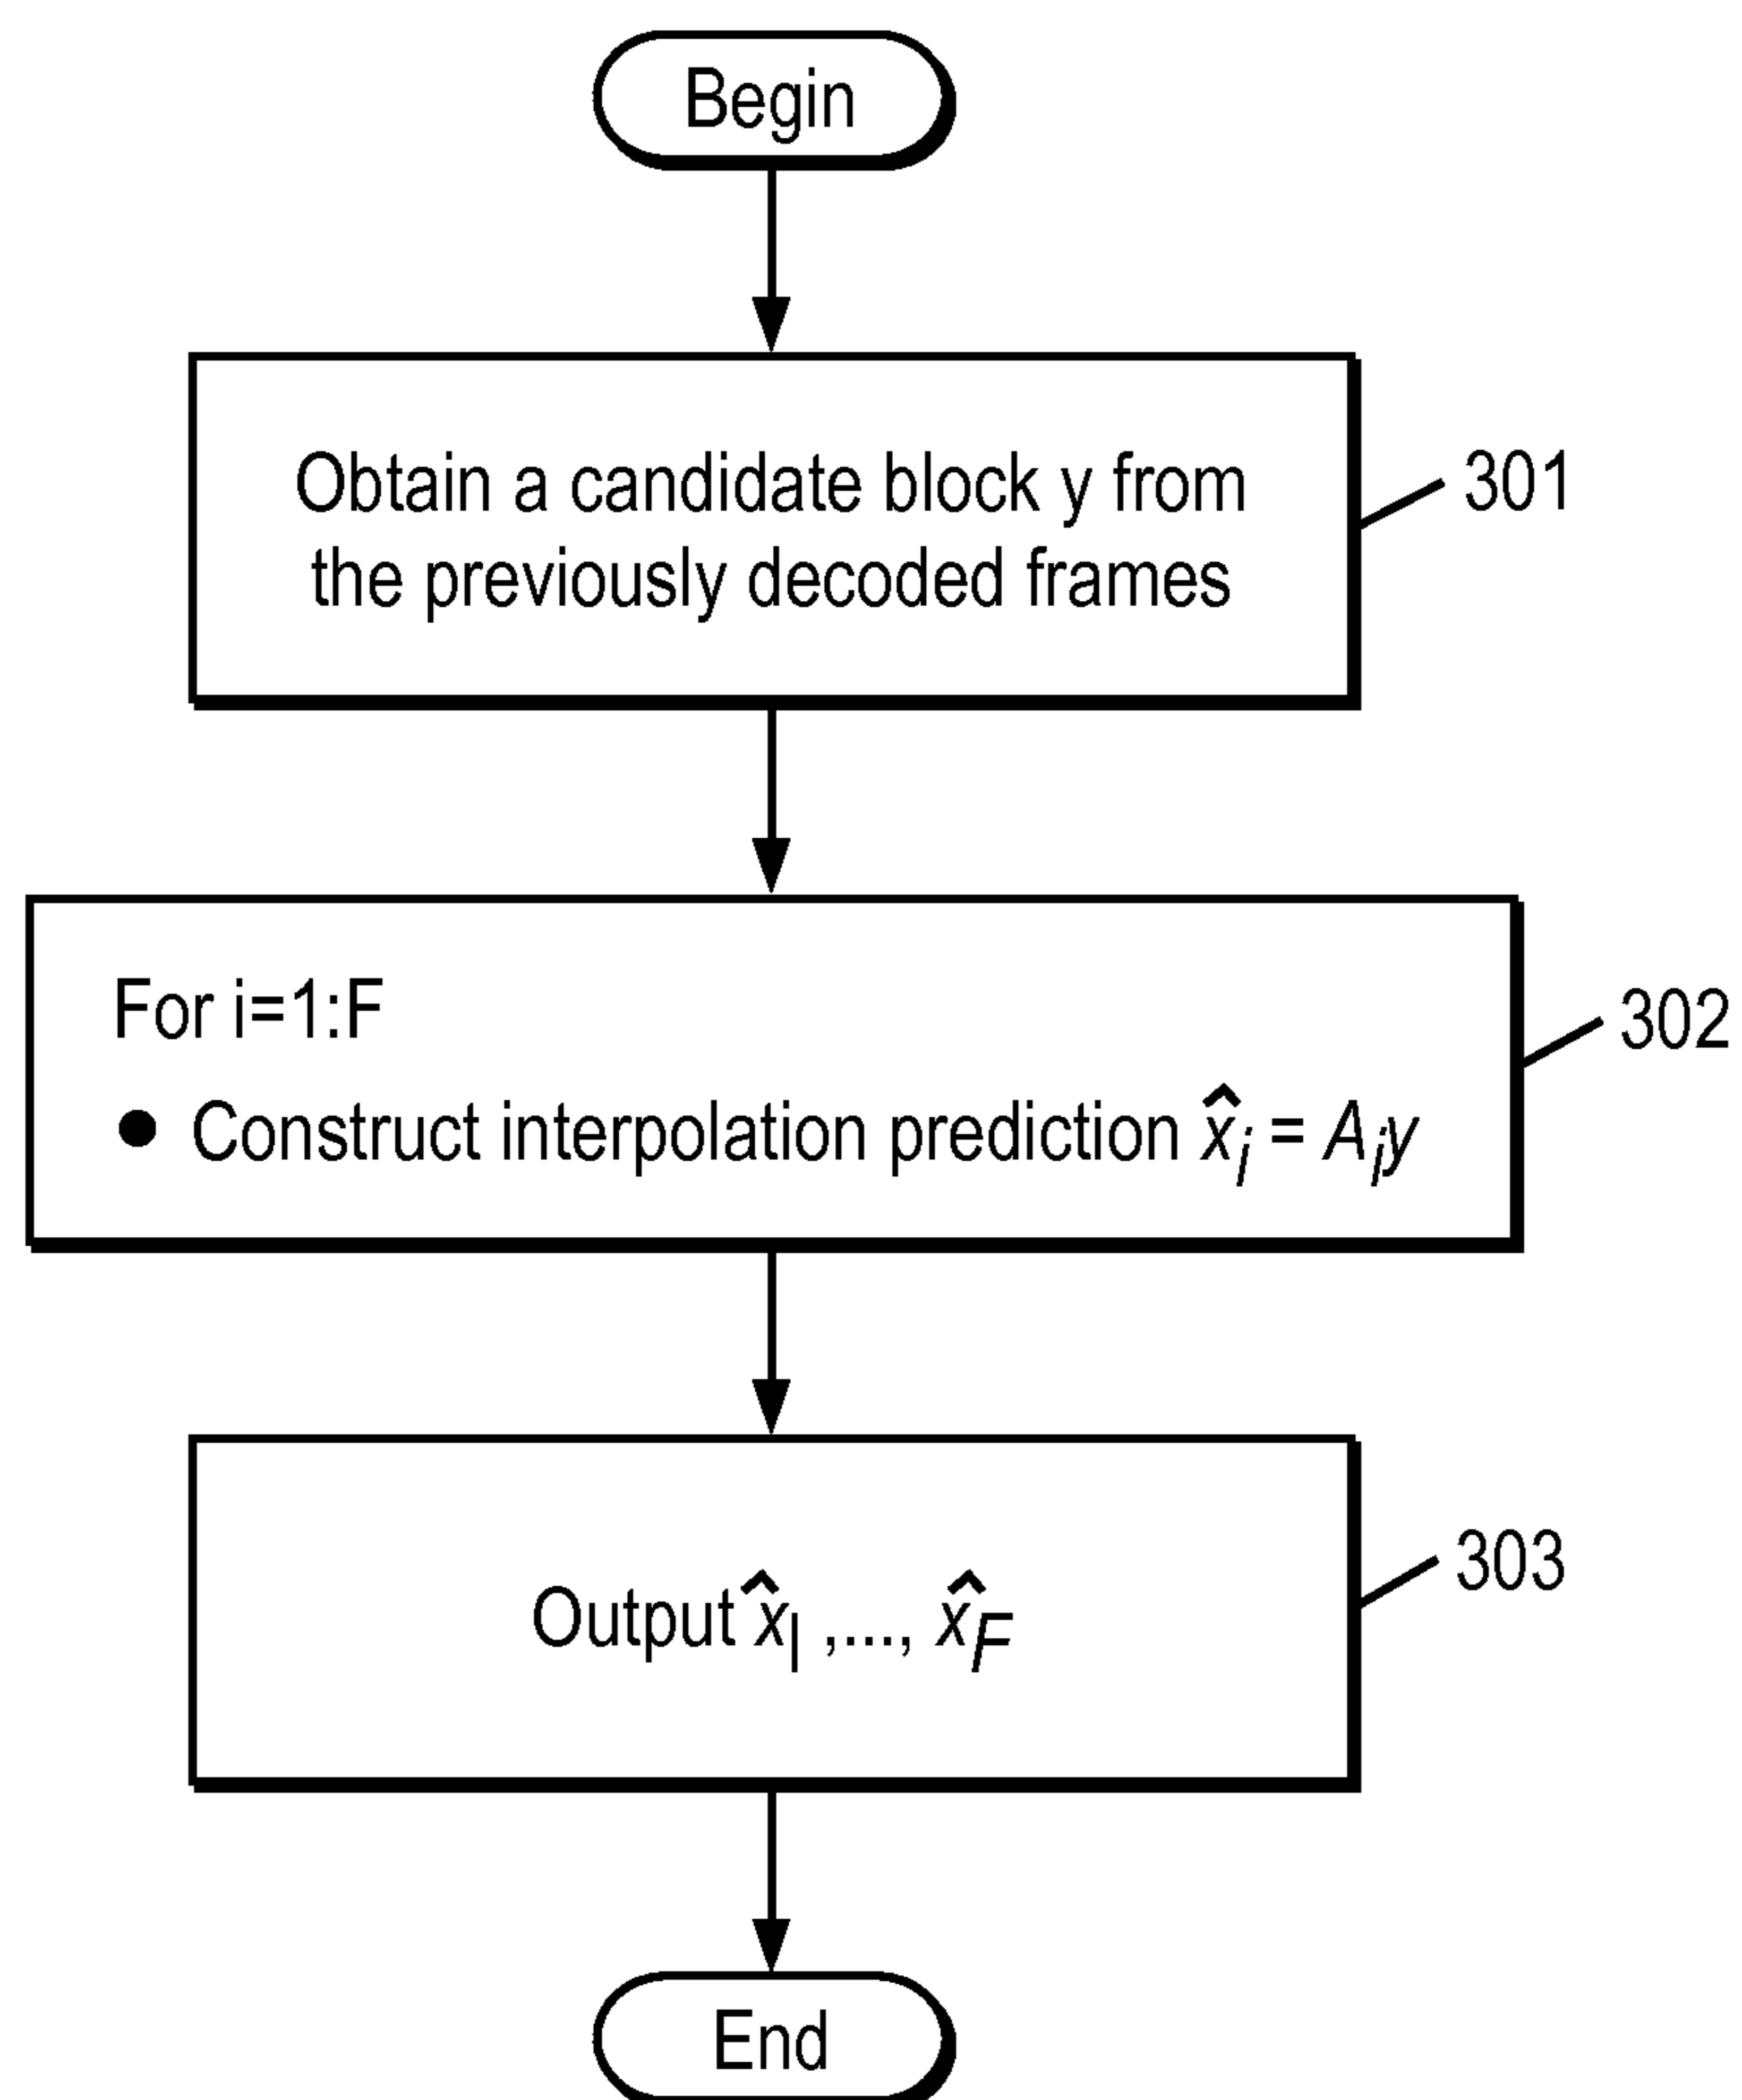 Begin
Obtain a candidate block y from
the previously decoded frames
301
For i=1:F
● Construct interpolation prediction x̂ᵢ = Aᵢy
302
Output x̂₁ ,..., x̂_F
303
End